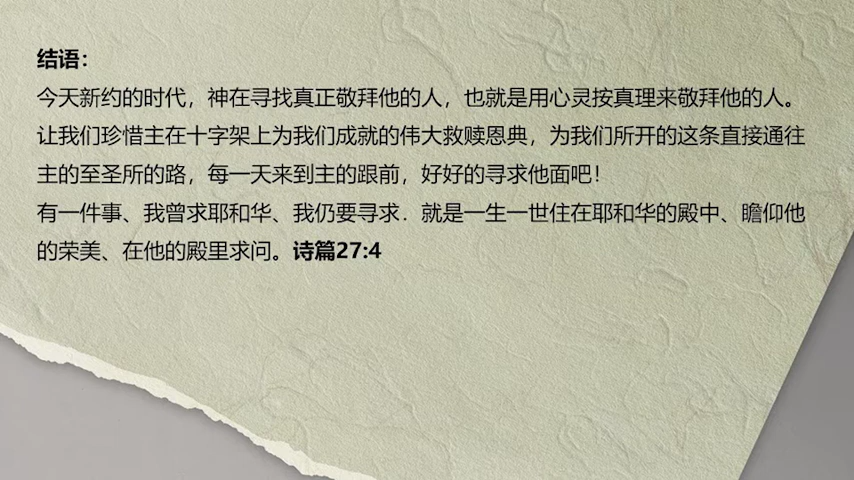 结语：
今天新约的时代，神在寻找真正敬拜他的人，也就是用心灵按真理来敬拜他的人。
让我们珍惜主在十字架上为我们成就的伟大救赎恩典，为我们所开的这条直接通往
主的至圣所的路，每一天来到主的跟前，好好的寻求他面吧！
有一件事、我曾求耶和华、我仍要寻求．就是一生一世住在耶和华的殿中、瞻仰他
的荣美、在他的殿里求问。诗篇27:4